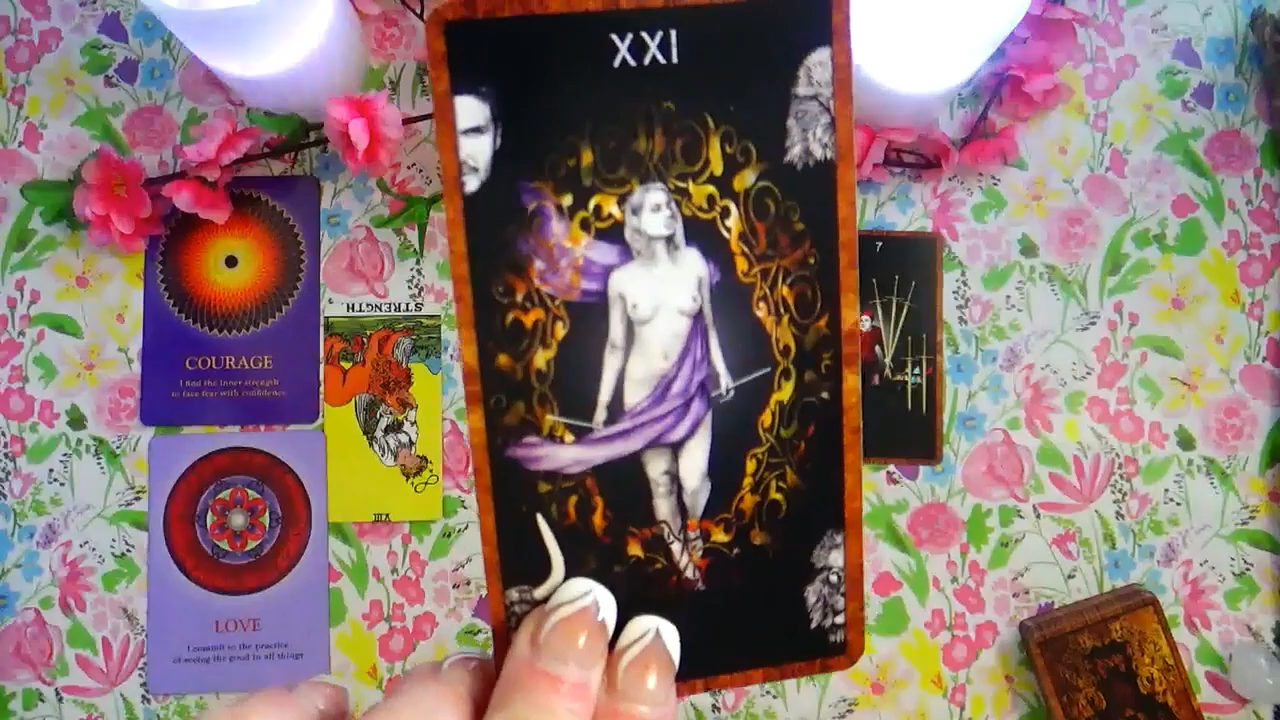 XXI
COURAGE
I find the inner strength
to face fear with confidence
STRENGTH.
VIII
LOVE
I commit to the practice
of seeing the good in all things
7